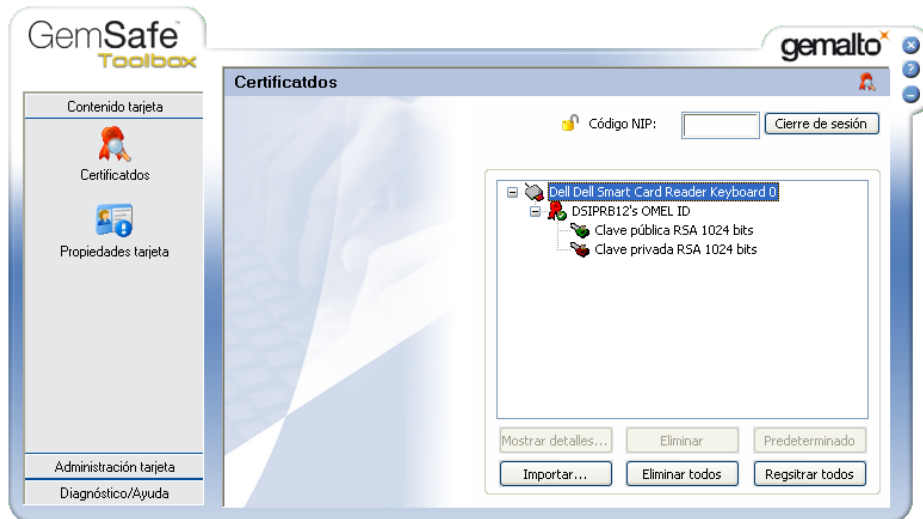 GemSafe
Toolbox
gemalto
Certificatdos
Contenido tarjeta
Certificatdos
Propiedades tarjeta
Administración tarjeta
Diagnóstico/Ayuda
Código NIP:
Cierre de sesión
Dell Dell Smart Card Reader Keyboard 0
DSIPRB12's OMEL ID
Clave pública RSA 1024 bits
Clave privada RSA 1024 bits
Mostrar detalles...
Eliminar
Predeterminado
Importar...
Eliminar todos
Regsitrar todos